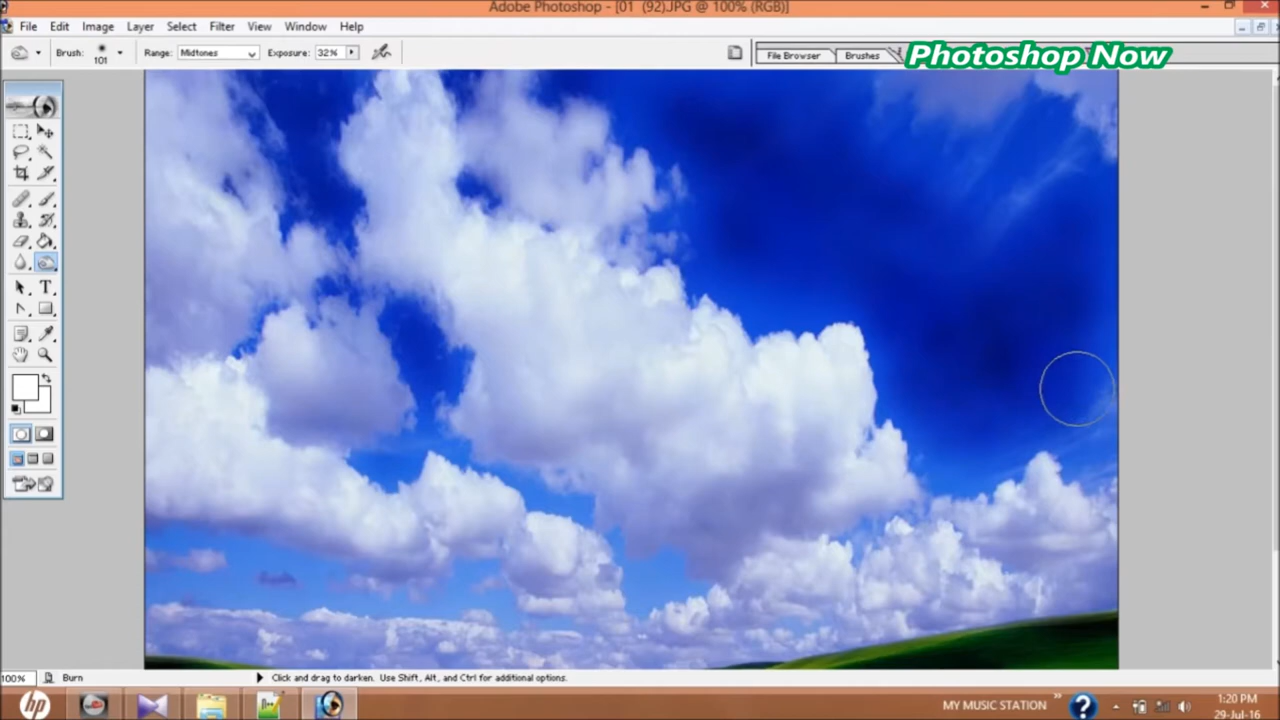 Adobe Photoshop - [01 (92).JPG @ 100% (RGB)]
File Edit Image Layer Select Filter View Window Help
Brush: 101 Range: Midtones Exposure: 32% File Browser Brushes
Photoshop Now
T
100% Burn Click and drag to darken. Use Shift, Alt, and Ctrl for additional options.
hp MY MUSIC STATION » ? 1:20 PM
29-Jul-16